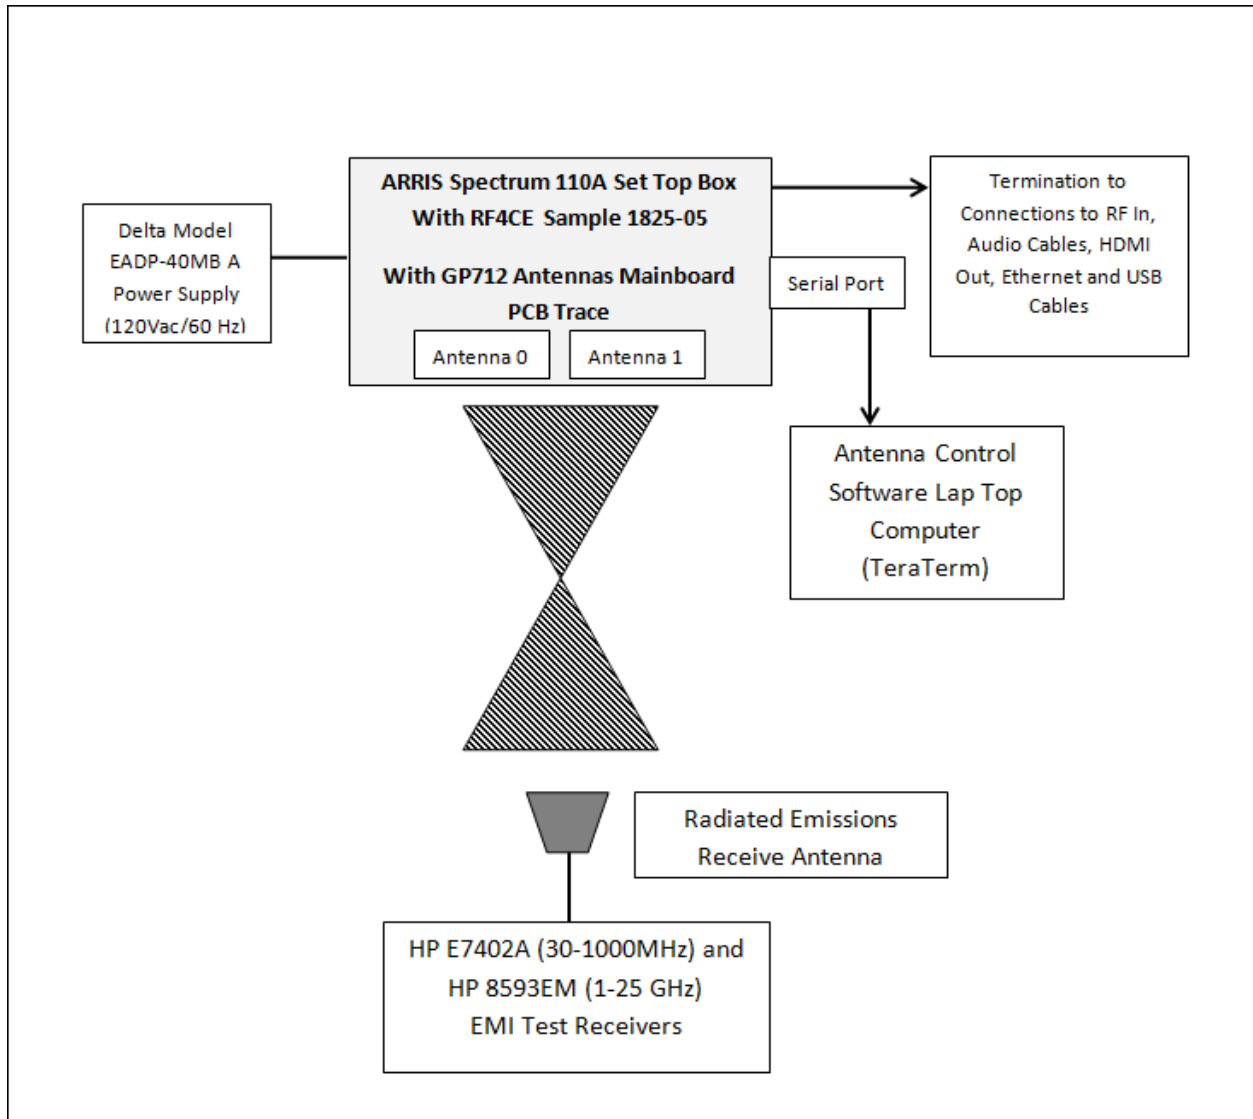 ARRIS Spectrum 110A Set Top Box
With RF4CE Sample 1825-05
With GP712 Antennas Mainboard
PCB Trace
Antenna 0
Antenna 1
Delta Model
EADP-40MB A
Power Supply
(120Vac/60 Hz)
Serial Port
Termination to
Connections to RF In,
Audio Cables, HDMI
Out, Ethernet and USB
Cables
Antenna Control
Software Lap Top
Computer
(TeraTerm)
Radiated Emissions
Receive Antenna
HP E7402A (30-1000MHz) and
HP 8593EM (1-25 GHz)
EMI Test Receivers